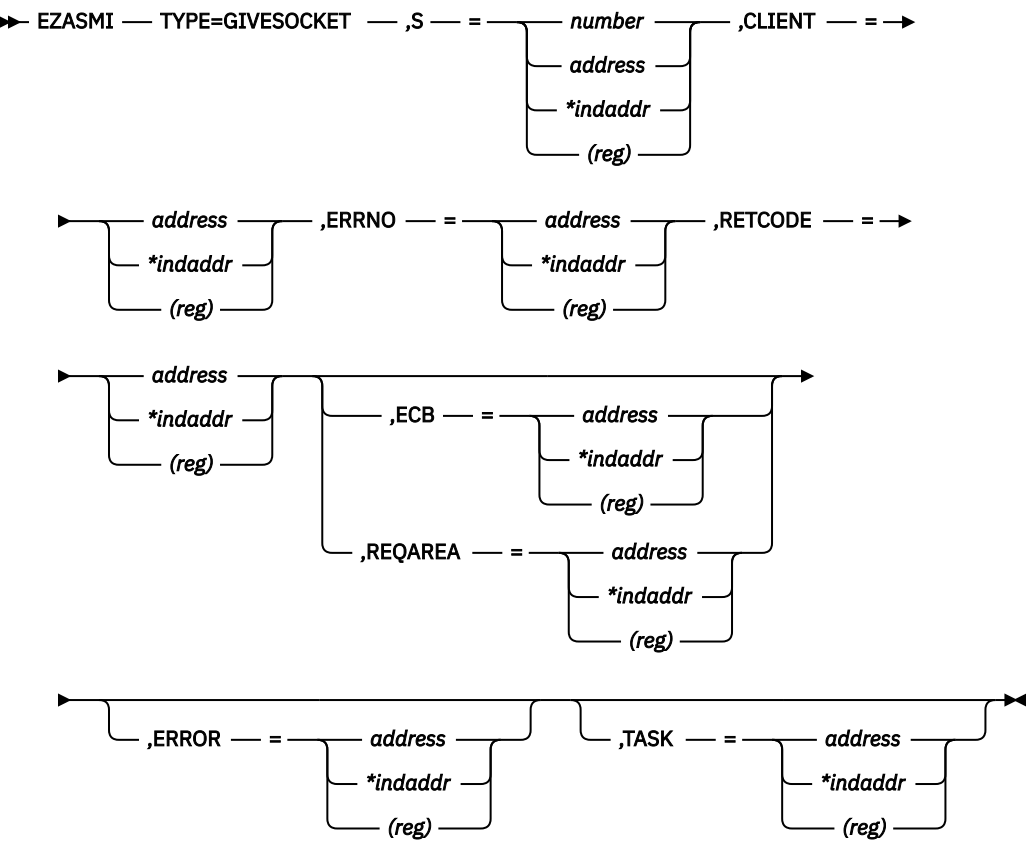 EZASMI TYPE=GIVESOCKET ,S = number ,CLIENT =
address
*indaddr
(reg)
address ,ERRNO = address ,RETCODE =
*indaddr *indaddr
(reg) (reg)
address
*indaddr
(reg)
,ECB = address
*indaddr
(reg)
,REQAREA = address
*indaddr
(reg)
,ERROR = address ,TASK = address
*indaddr *indaddr
(reg) (reg)